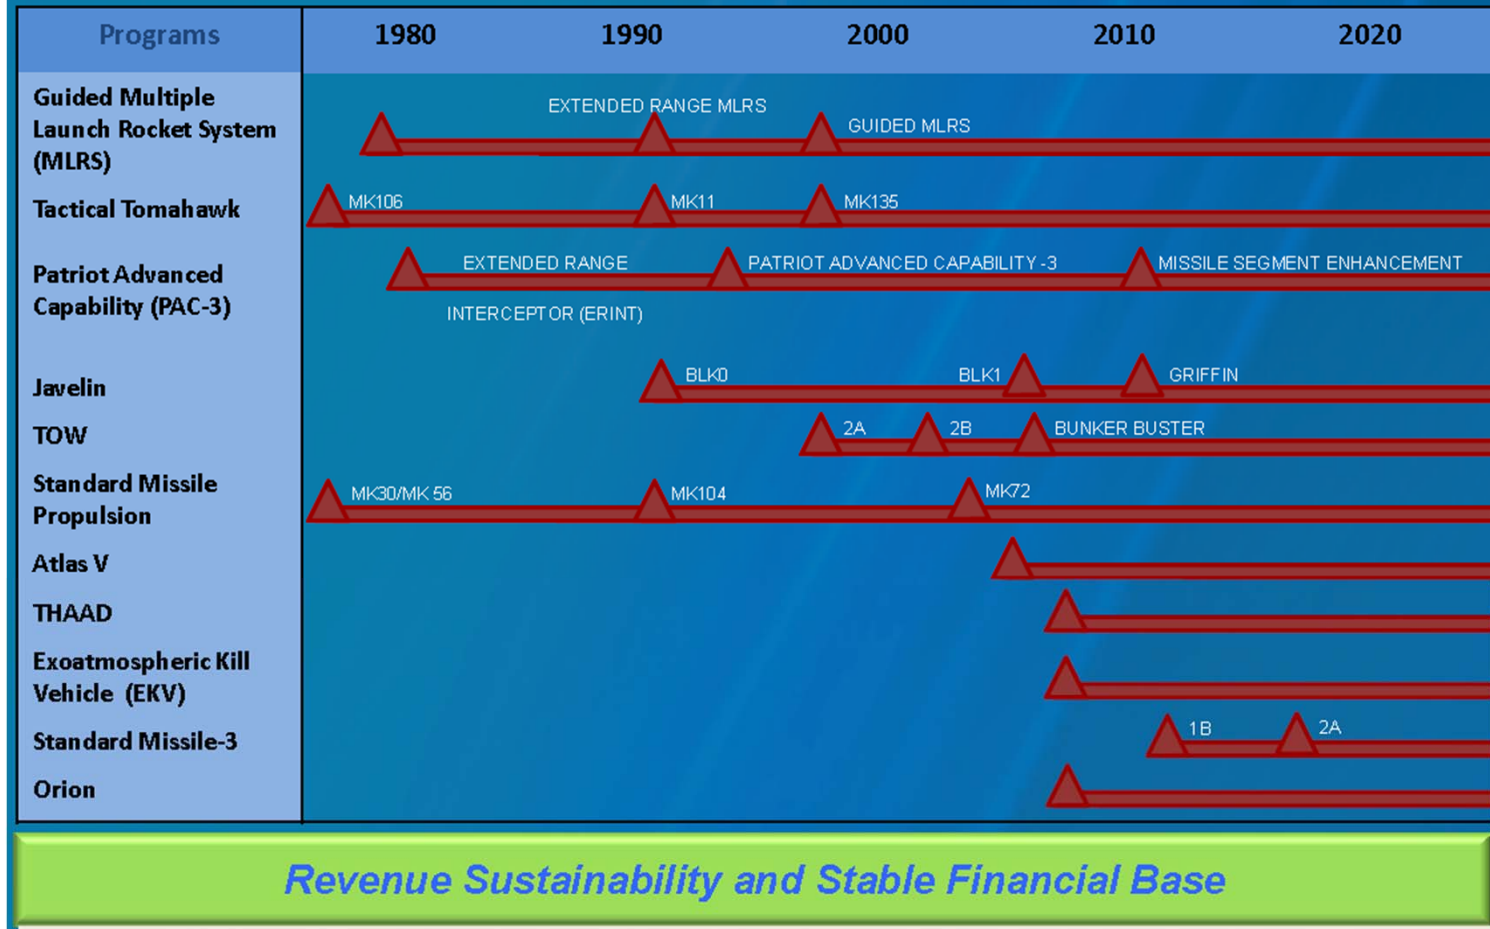 Programs 1980 1990 2000 2010 2020
Guided Multiple
Launch Rocket System
(MLRS)
EXTENDED RANGE MLRS
GUIDED MLRS
Tactical Tomahawk
MK106 MK11 MK135
Patriot Advanced
Capability (PAC-3)
EXTENDED RANGE PATRIOT ADVANCED CAPABILITY -3 MISSILE SEGMENT ENHANCEMENT
INTERCEPTOR (ERINT)
Javelin
BLK0 BLK1 GRIFFIN
TOW
2A 2B BUNKER BUSTER
Standard Missile
Propulsion
MK30/MK 56 MK104 MK72
Atlas V
THAAD
Exoatmospheric Kill
Vehicle (EKV)
Standard Missile-3
1B 2A
Orion
Revenue Sustainability and Stable Financial Base